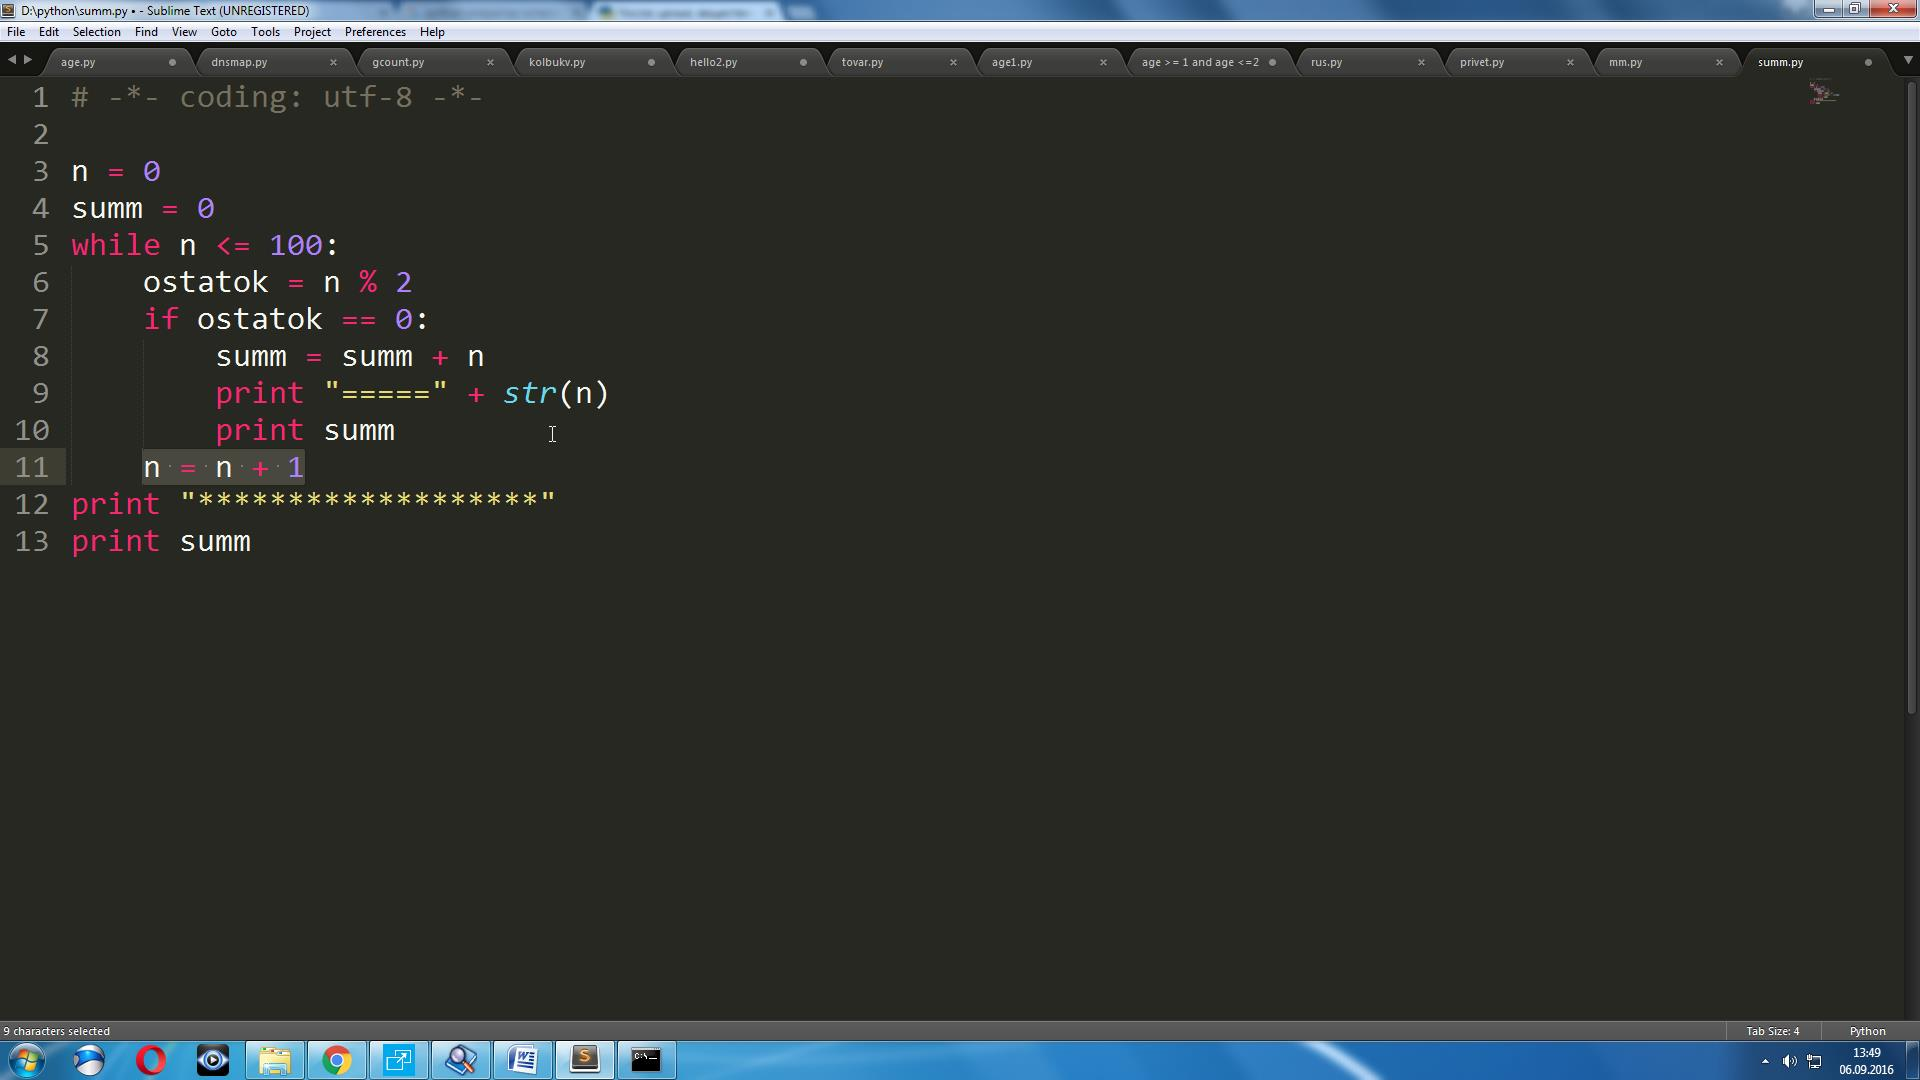 D:\python\summ.py • - Sublime Text (UNREGISTERED)
File Edit Selection Find View Goto Tools Project Preferences Help
age.py dnsmap.py gcount.py kolbukv.py hello2.py tovar.py age1.py age >= 1 and age <=2 rus.py privet.py mm.py summ.py
1 # -*- coding: utf-8 -*-
2
3 n = 0
4 summ = 0
5 while n <= 100:
6 ostatok = n % 2
7 if ostatok == 0:
8 summ = summ + n
9 print "=====" + str(n)
10 print summ
11 n = n + 1
12 print "*******************"
13 print summ
9 characters selected
Tab Size: 4 Python
C:\_
13:49
06.09.2016